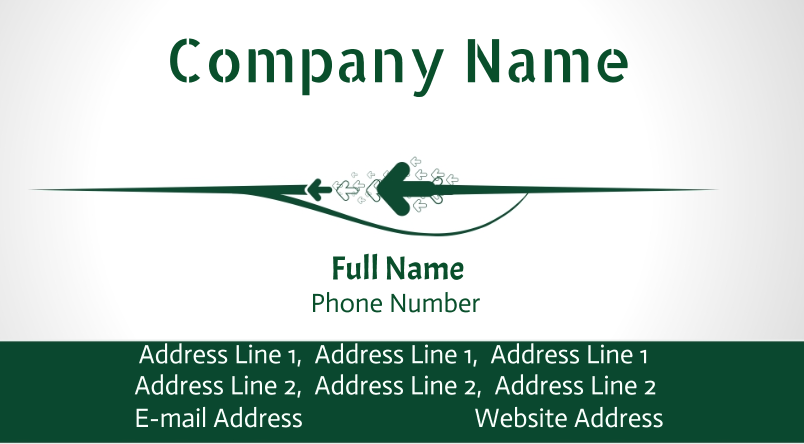 Company Name
Full Name
Phone Number
Address Line 1, Address Line 1, Address Line 1
Address Line 2, Address Line 2, Address Line 2
E-mail Address Website Address